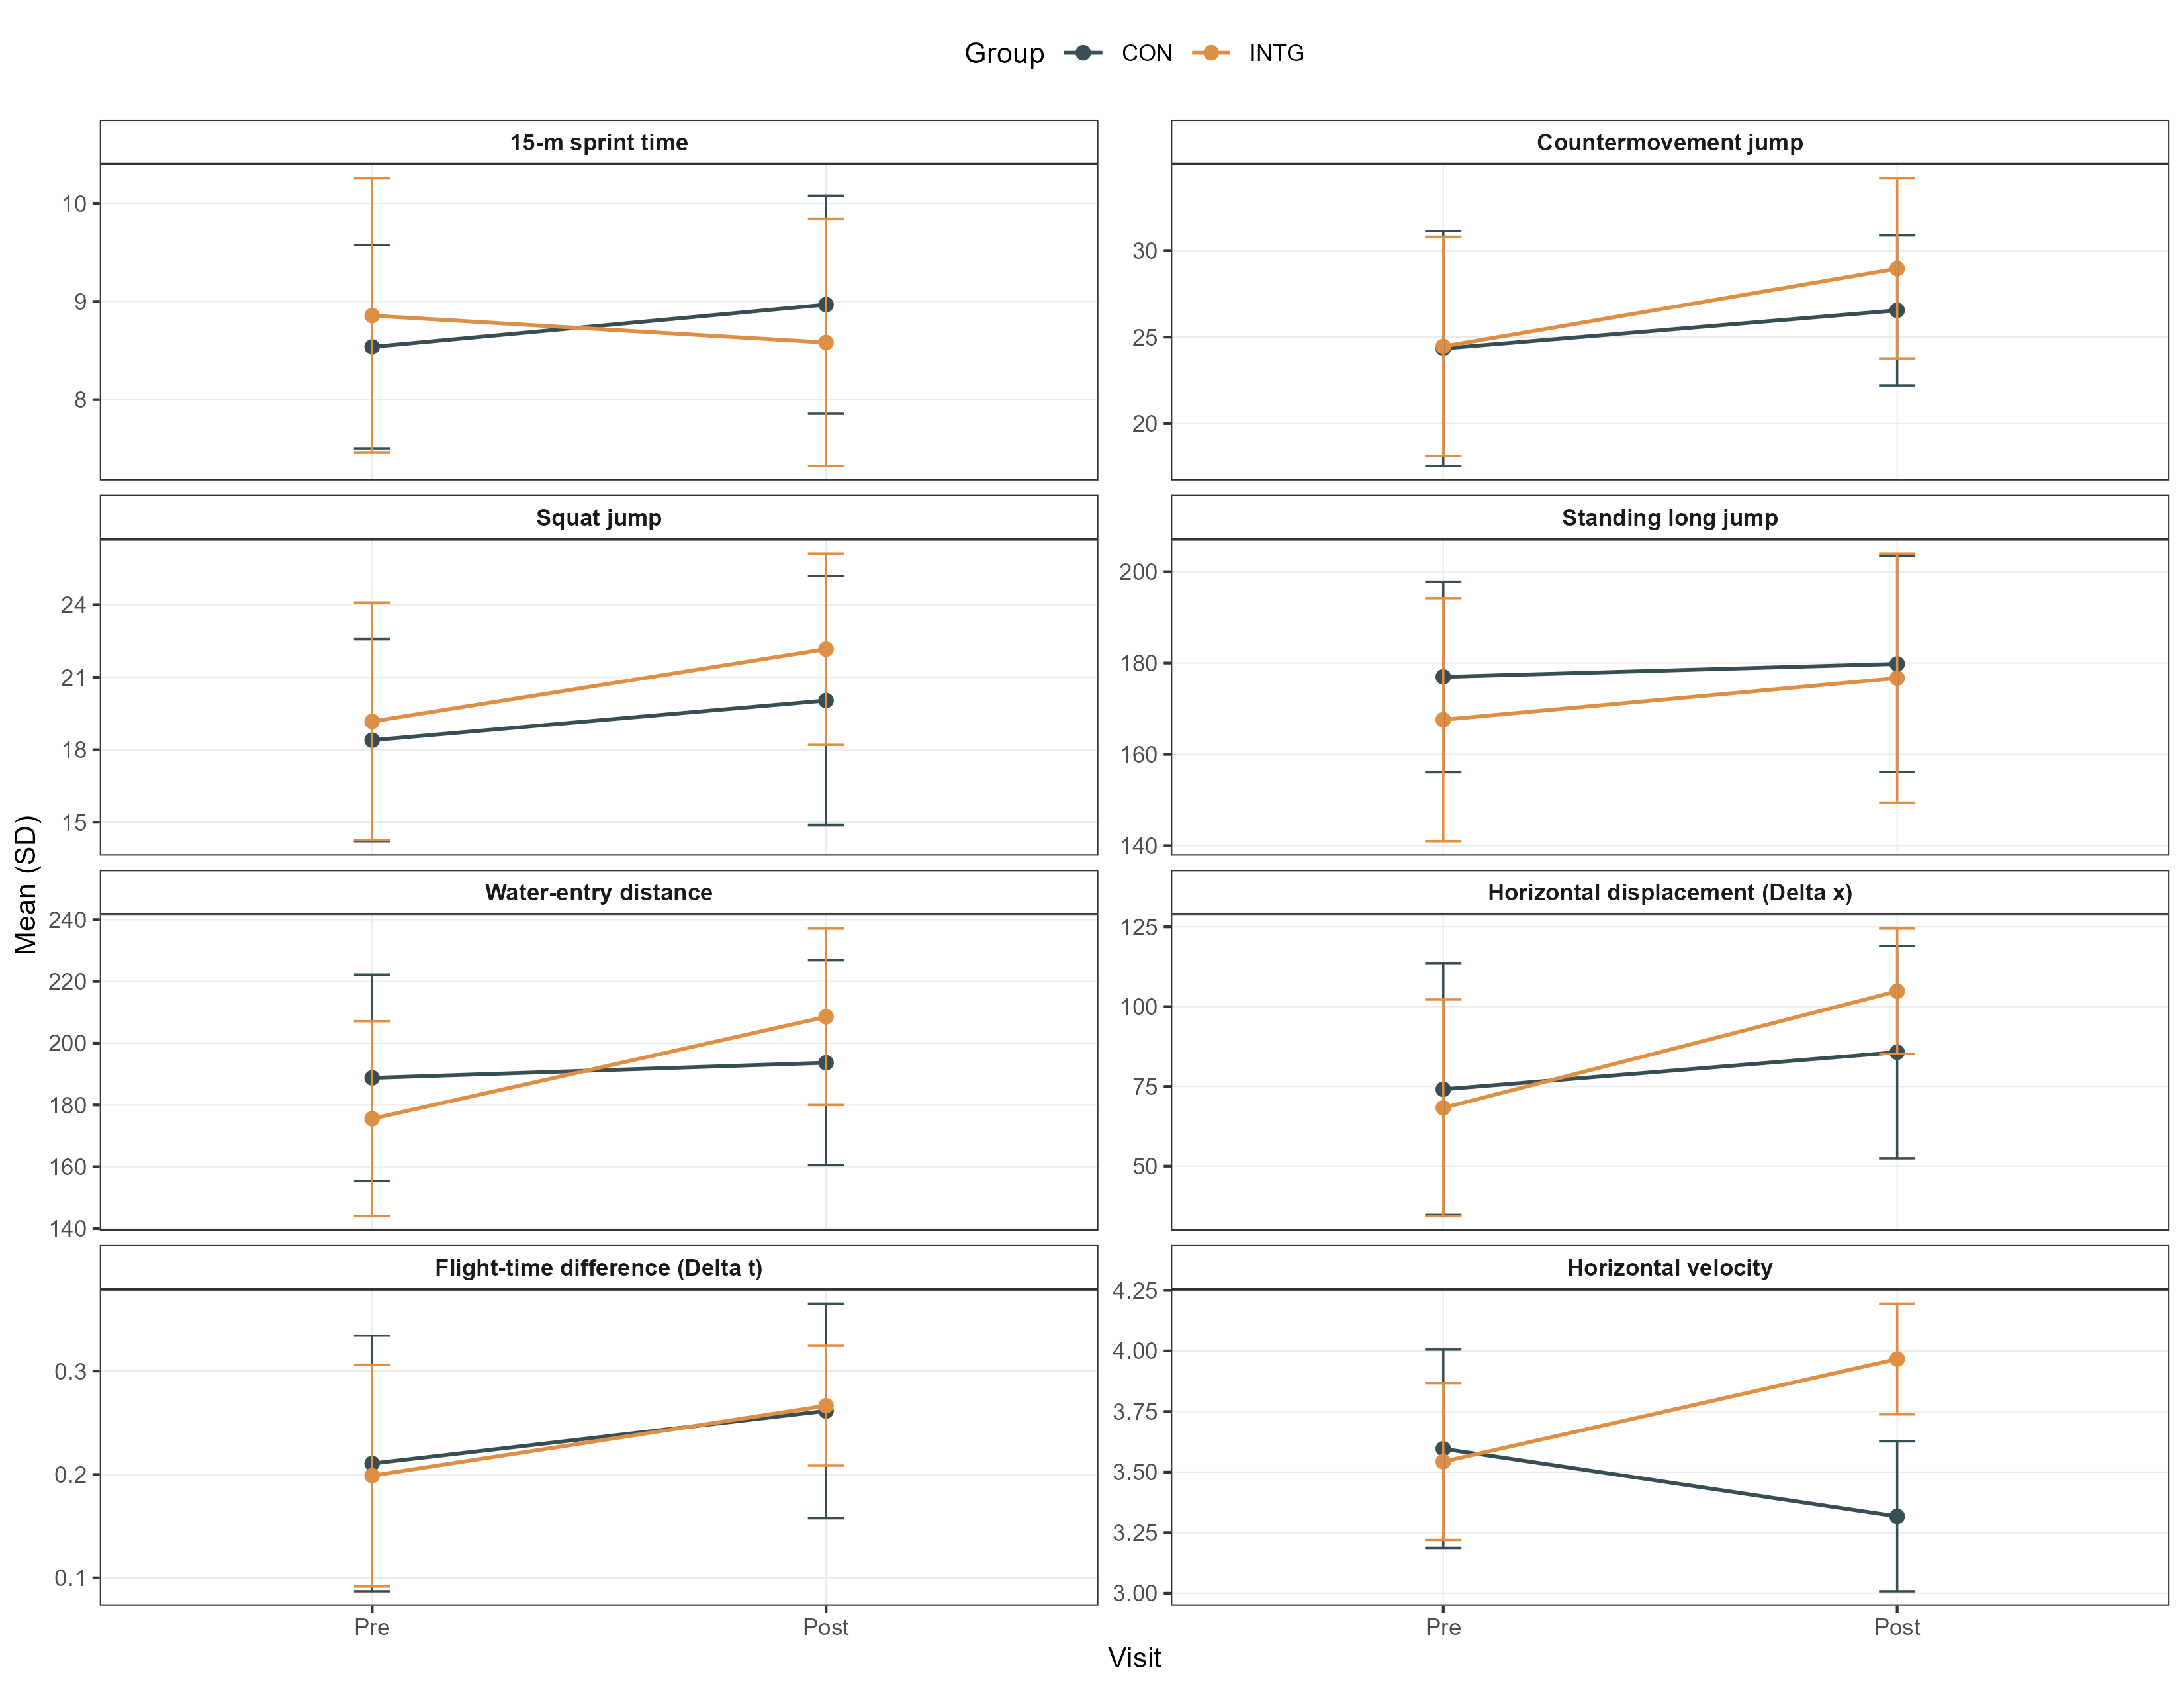 Group CON INTG
15-m sprint time
10
9
8
Countermovement jump
30
25
20
Squat jump
24
21
18
15
Standing long jump
200
180
160
140
Water-entry distance
240
220
200
180
160
140
Horizontal displacement (Delta x)
125
100
75
50
Flight-time difference (Delta t)
0.3
0.2
0.1
Horizontal velocity
4.25
4.00
3.75
3.50
3.25
3.00
Mean (SD)
Pre Post
Pre Post
Visit